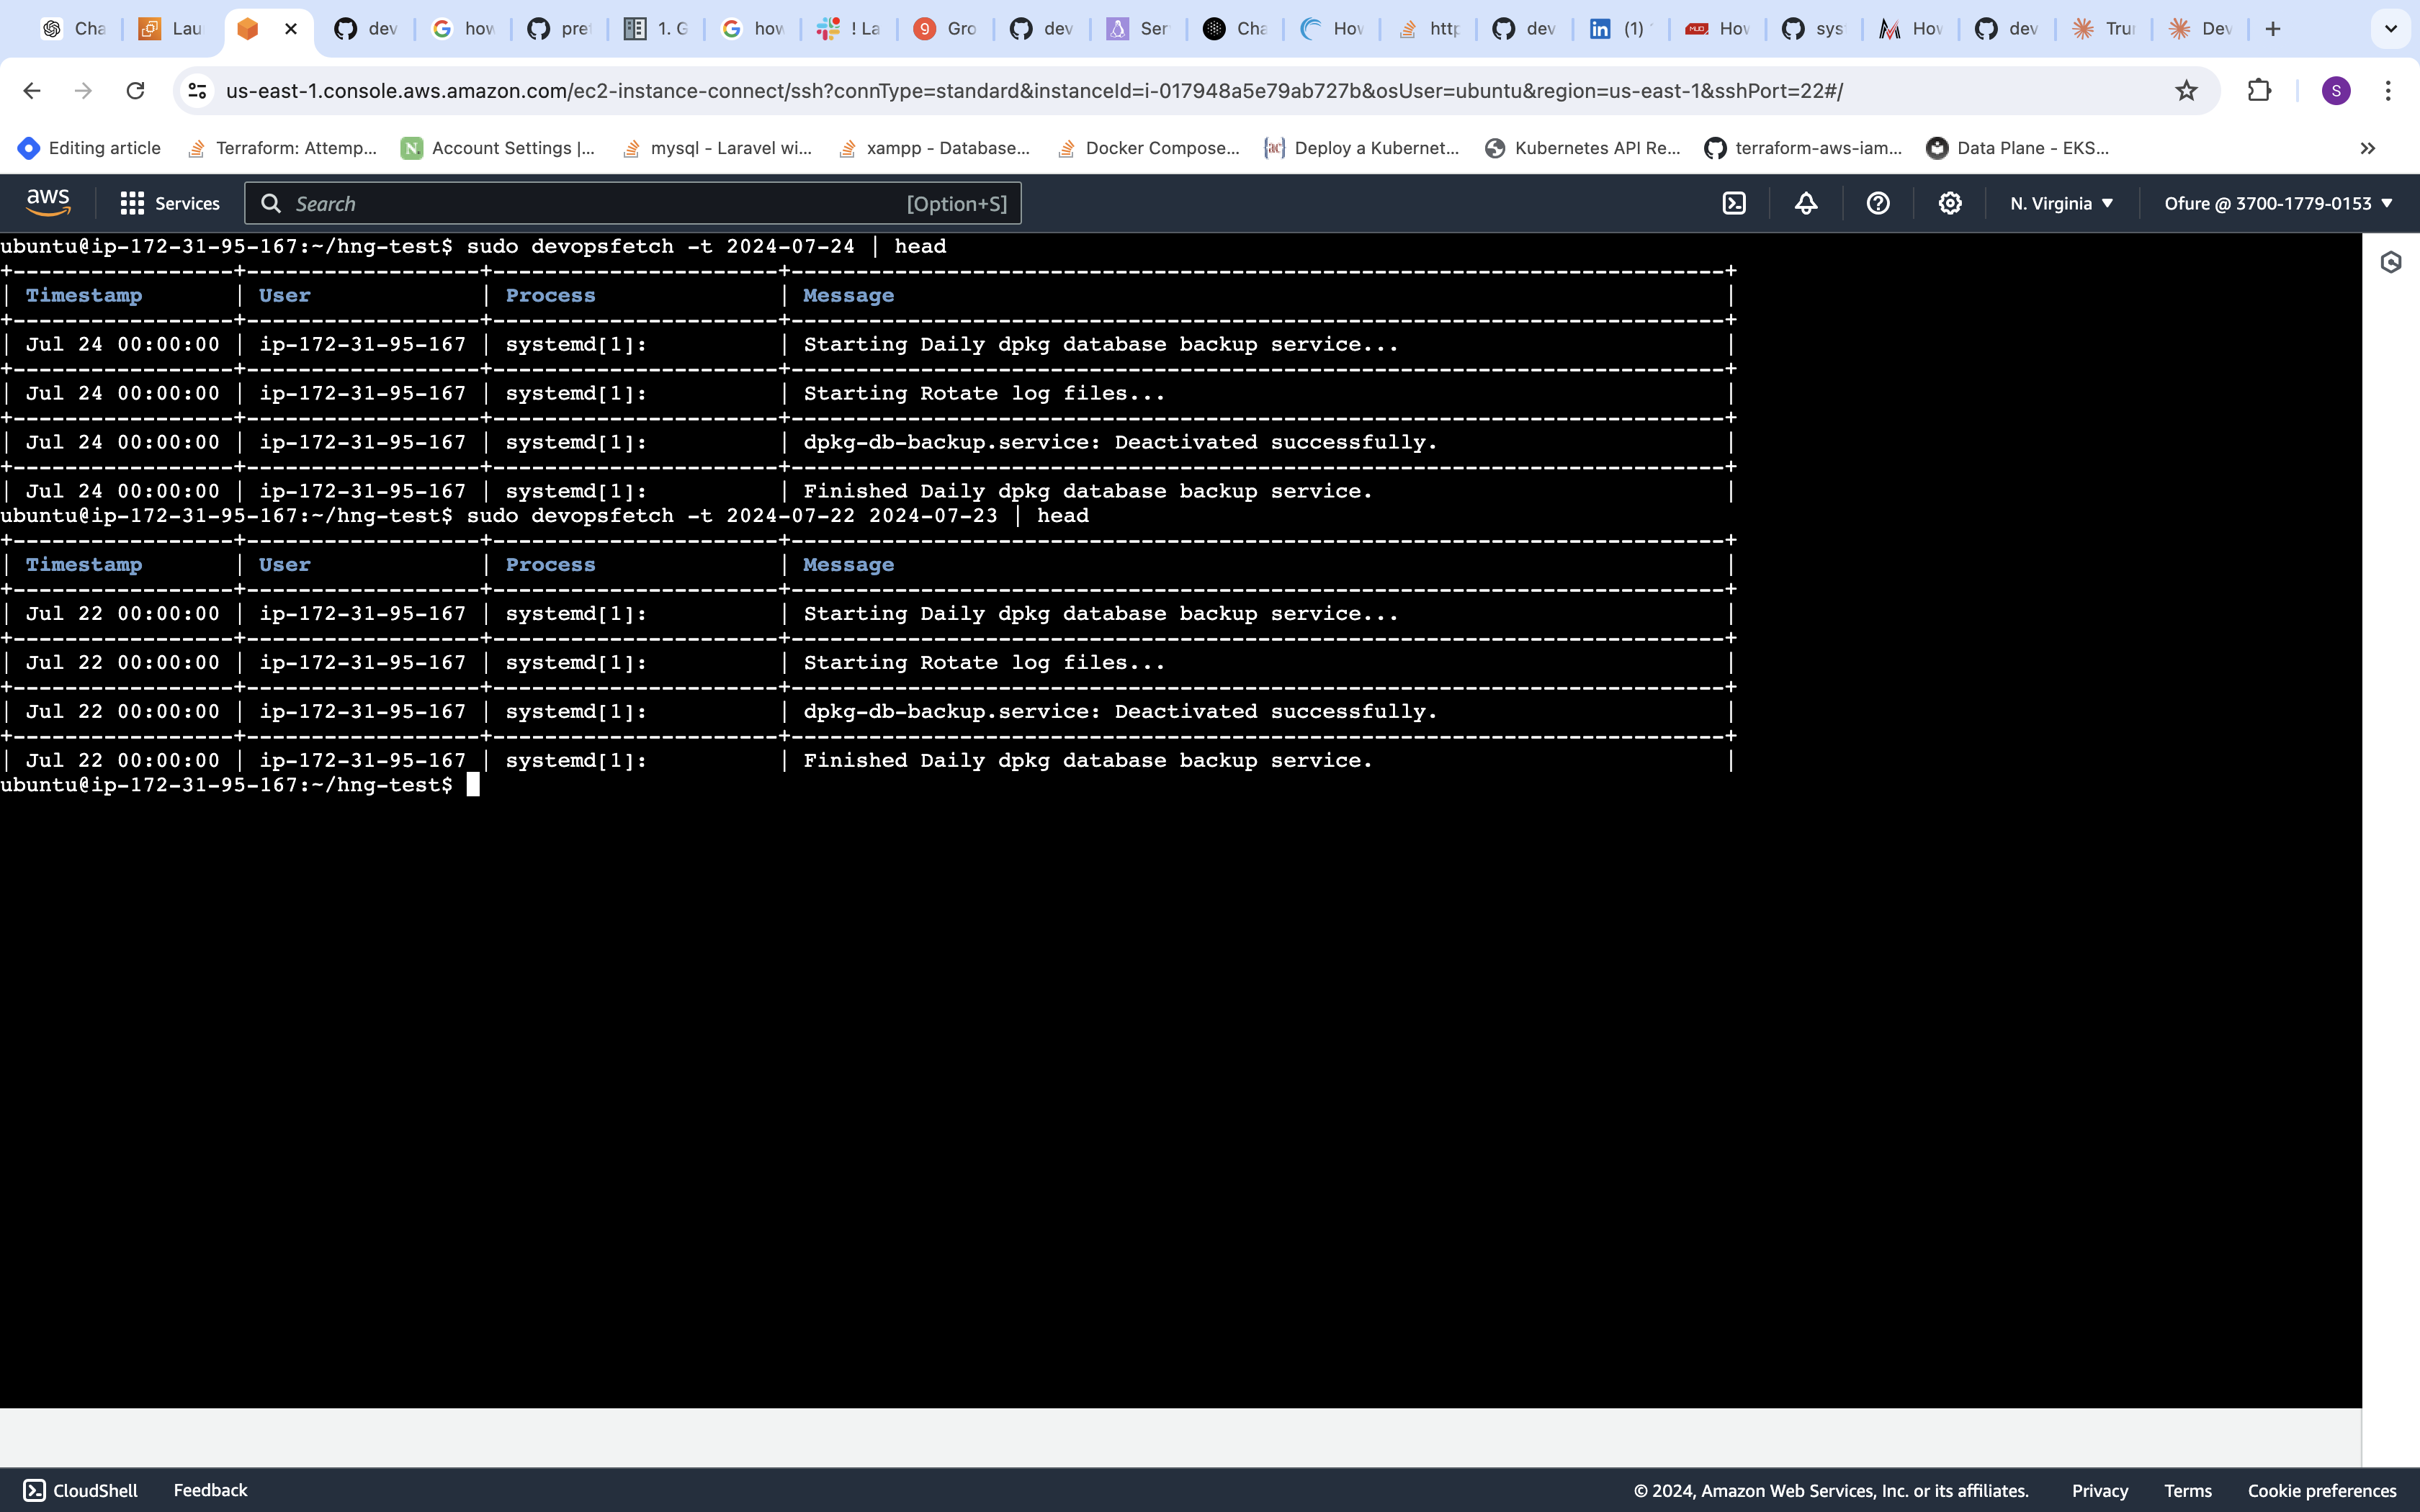 Cha
Lau
dev
how
pret
1. G
how
! La
9
Gro
dev
Ser
Cha
How
http
dev
in
(1)
How
sys
How
dev
Trun
Dev
us-east-1.console.aws.amazon.com/ec2-instance-connect/ssh?connType=standard&instanceId=i-017948a5e79ab727b&osUser=ubuntu&region=us-east-1&sshPort=22#/
S
Editing article
Terraform: Attemp...
N
Account Settings |...
mysql - Laravel wi...
xampp - Database...
Docker Compose...
Deploy a Kubernet...
Kubernetes API Re...
terraform-aws-iam...
Data Plane - EKS...
aws
Services
Search
[Option+S]
N. Virginia
Ofure @ 3700-1779-0153
ubuntu@ip-172-31-95-167:~/hng-test$ sudo devopsfetch -t 2024-07-24 | head
+-----------------+------------------+----------------------+------------------------------------------------------------------------+
| Timestamp | User | Process | Message |
+-----------------+------------------+----------------------+------------------------------------------------------------------------+
| Jul 24 00:00:00 | ip-172-31-95-167 | systemd[1]: | Starting Daily dpkg database backup service... |
+-----------------+------------------+----------------------+------------------------------------------------------------------------+
| Jul 24 00:00:00 | ip-172-31-95-167 | systemd[1]: | Starting Rotate log files... |
+-----------------+------------------+----------------------+------------------------------------------------------------------------+
| Jul 24 00:00:00 | ip-172-31-95-167 | systemd[1]: | dpkg-db-backup.service: Deactivated successfully. |
+-----------------+------------------+----------------------+------------------------------------------------------------------------+
| Jul 24 00:00:00 | ip-172-31-95-167 | systemd[1]: | Finished Daily dpkg database backup service. |
ubuntu@ip-172-31-95-167:~/hng-test$ sudo devopsfetch -t 2024-07-22 2024-07-23 | head
+-----------------+------------------+----------------------+------------------------------------------------------------------------+
| Timestamp | User | Process | Message |
+-----------------+------------------+----------------------+------------------------------------------------------------------------+
| Jul 22 00:00:00 | ip-172-31-95-167 | systemd[1]: | Starting Daily dpkg database backup service... |
+-----------------+------------------+----------------------+------------------------------------------------------------------------+
| Jul 22 00:00:00 | ip-172-31-95-167 | systemd[1]: | Starting Rotate log files... |
+-----------------+------------------+----------------------+------------------------------------------------------------------------+
| Jul 22 00:00:00 | ip-172-31-95-167 | systemd[1]: | dpkg-db-backup.service: Deactivated successfully. |
+-----------------+------------------+----------------------+------------------------------------------------------------------------+
| Jul 22 00:00:00 | ip-172-31-95-167 | systemd[1]: | Finished Daily dpkg database backup service. |
ubuntu@ip-172-31-95-167:~/hng-test$
CloudShell
Feedback
© 2024, Amazon Web Services, Inc. or its affiliates.
Privacy
Terms
Cookie preferences